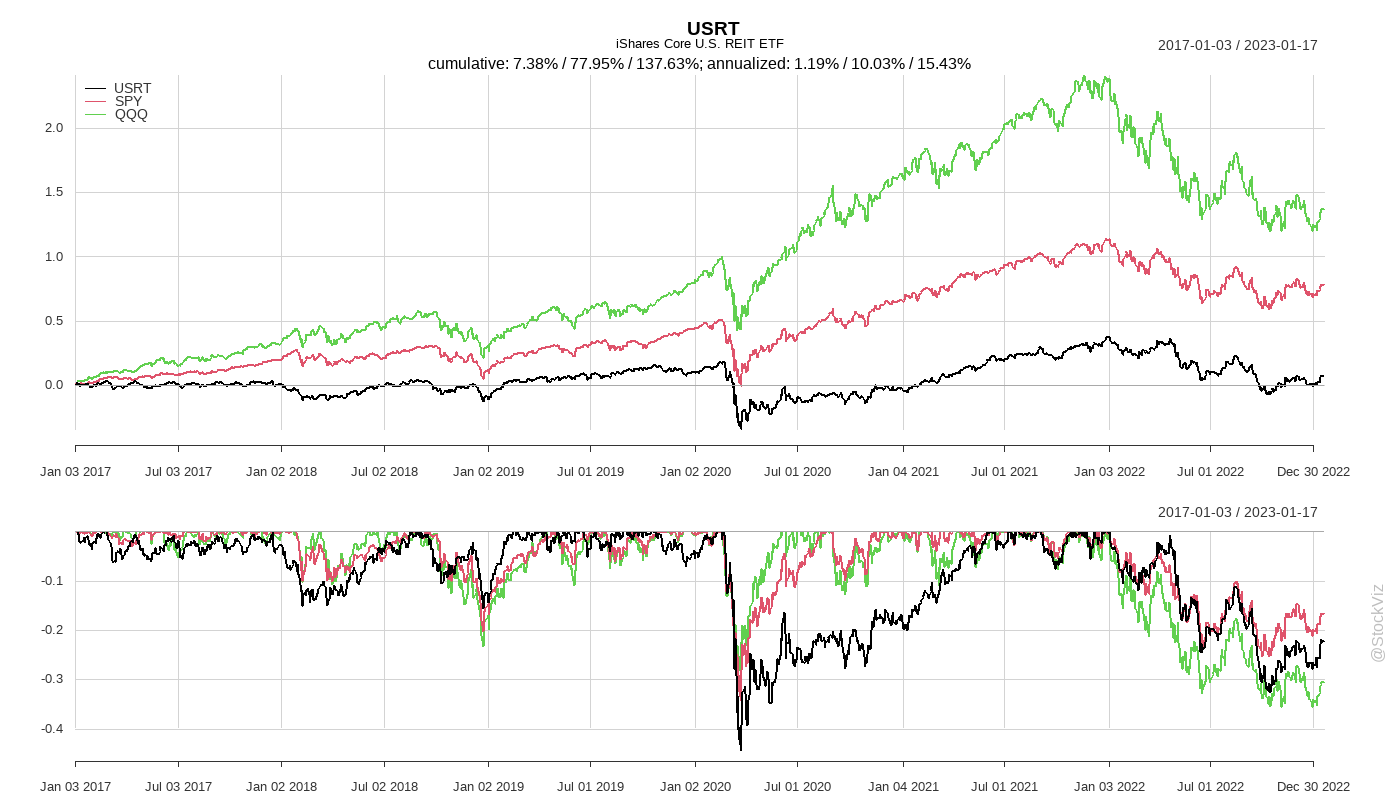 USRT
iShares Core U.S. REIT ETF
2017-01-03 / 2023-01-17
cumulative: 7.38% / 77.95% / 137.63%; annualized: 1.19% / 10.03% / 15.43%
USRT
SPY
QQQ
2.0
1.5
1.0
0.5
0.0
Jan 03 2017 Jul 03 2017 Jan 02 2018 Jul 02 2018 Jan 02 2019 Jul 01 2019 Jan 02 2020 Jul 01 2020 Jan 04 2021 Jul 01 2021 Jan 03 2022 Jul 01 2022 Dec 30 2022
2017-01-03 / 2023-01-17
-0.1
-0.2
-0.3
-0.4
Jan 03 2017 Jul 03 2017 Jan 02 2018 Jul 02 2018 Jan 02 2019 Jul 01 2019 Jan 02 2020 Jul 01 2020 Jan 04 2021 Jul 01 2021 Jan 03 2022 Jul 01 2022 Dec 30 2022
@StockViz